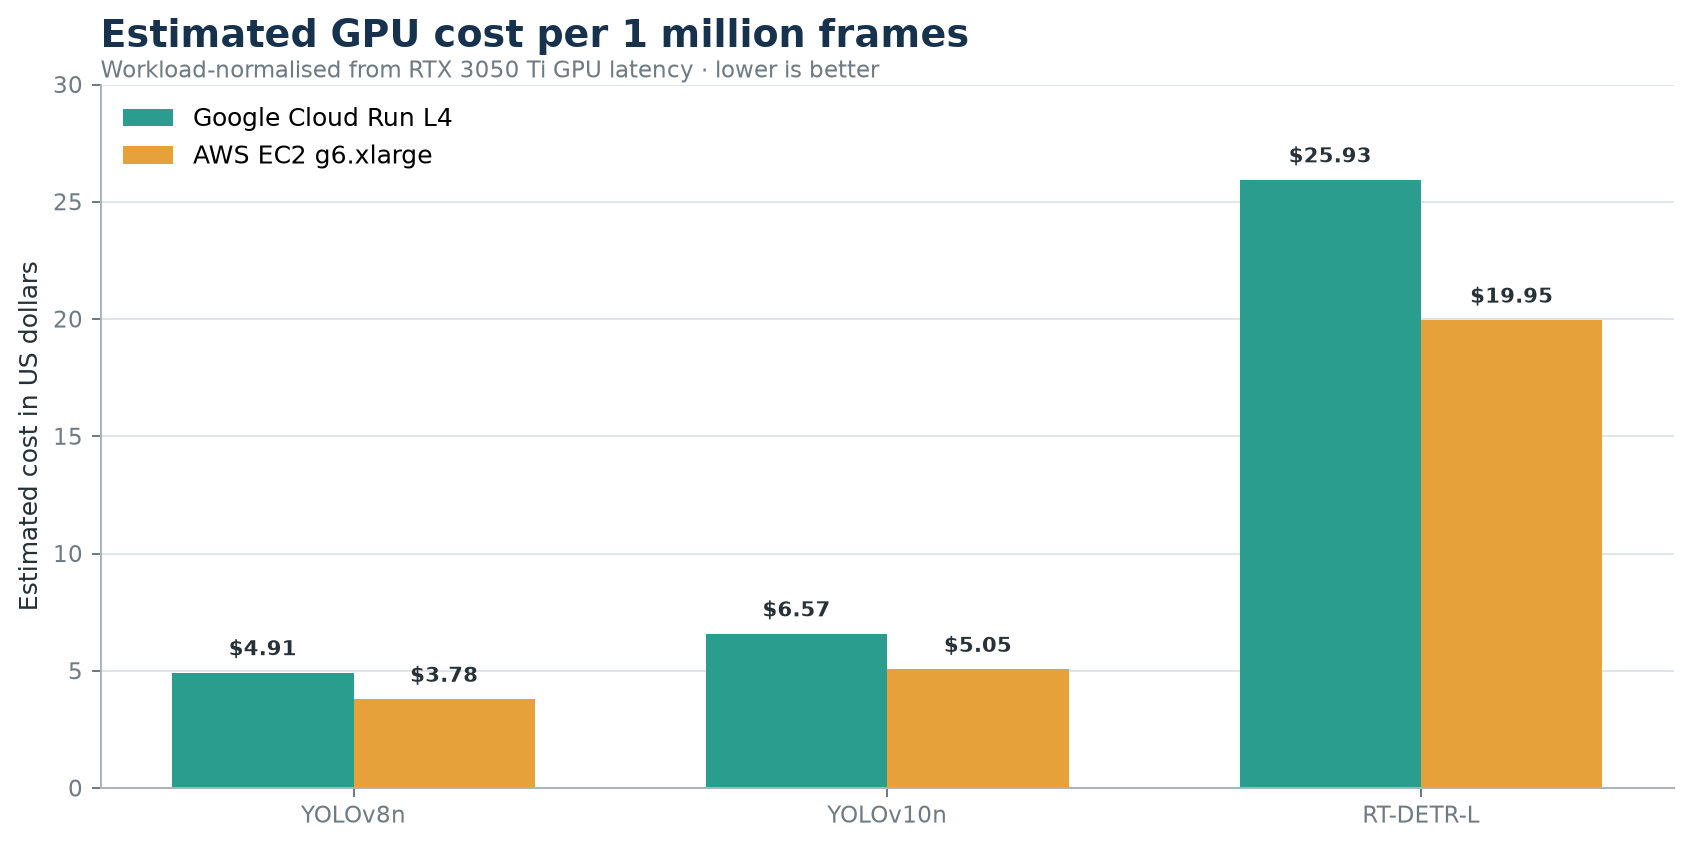 Estimated GPU cost per 1 million frames
Workload-normalised from RTX 3050 Ti GPU latency · lower is better
Google Cloud Run L4
AWS EC2 g6.xlarge
Estimated cost in US dollars
30
25
20
15
10
5
0
$4.91
$3.78
$6.57
$5.05
$25.93
$19.95
YOLOv8n
YOLOv10n
RT-DETR-L